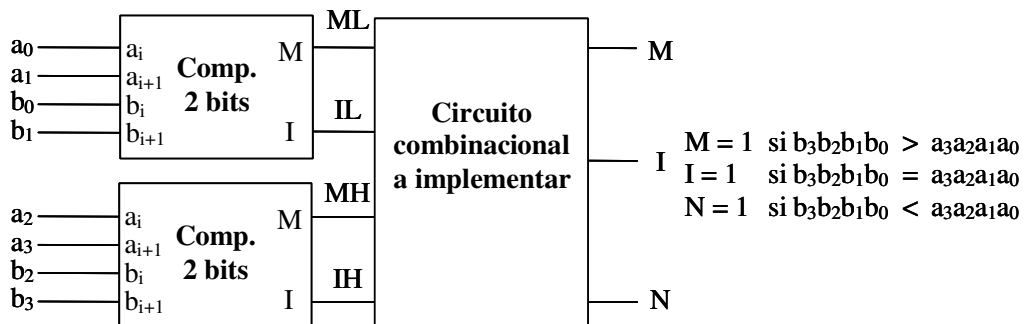 ML
a0 ai M M
a1 ai+1 Comp.
b0 bi 2 bits
b1 bi+1 I
IL
Circuito
combinacional
a implementar
I
M = 1 si b3b2b1b0 > a3a2a1a0
I = 1 si b3b2b1b0 = a3a2a1a0
N = 1 si b3b2b1b0 < a3a2a1a0
MH
a2 ai M
a3 ai+1 Comp.
b2 bi 2 bits
b3 bi+1 I
IH
N